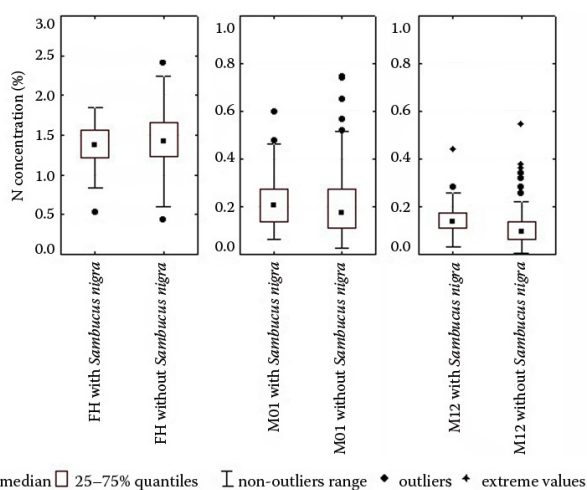 N concentration (%)
3.0
2.5
2.0
1.5
1.0
0.5
0.0
1.0
0.8
0.6
0.4
0.2
0.0
1.0
0.8
0.6
0.4
0.2
0.0
FH with Sambucus nigra
FH without Sambucus nigra
M01 with Sambucus nigra
M01 without Sambucus nigra
M12 with Sambucus nigra
M12 without Sambucus nigra
median 25–75% quantiles non-outliers range outliers extreme values